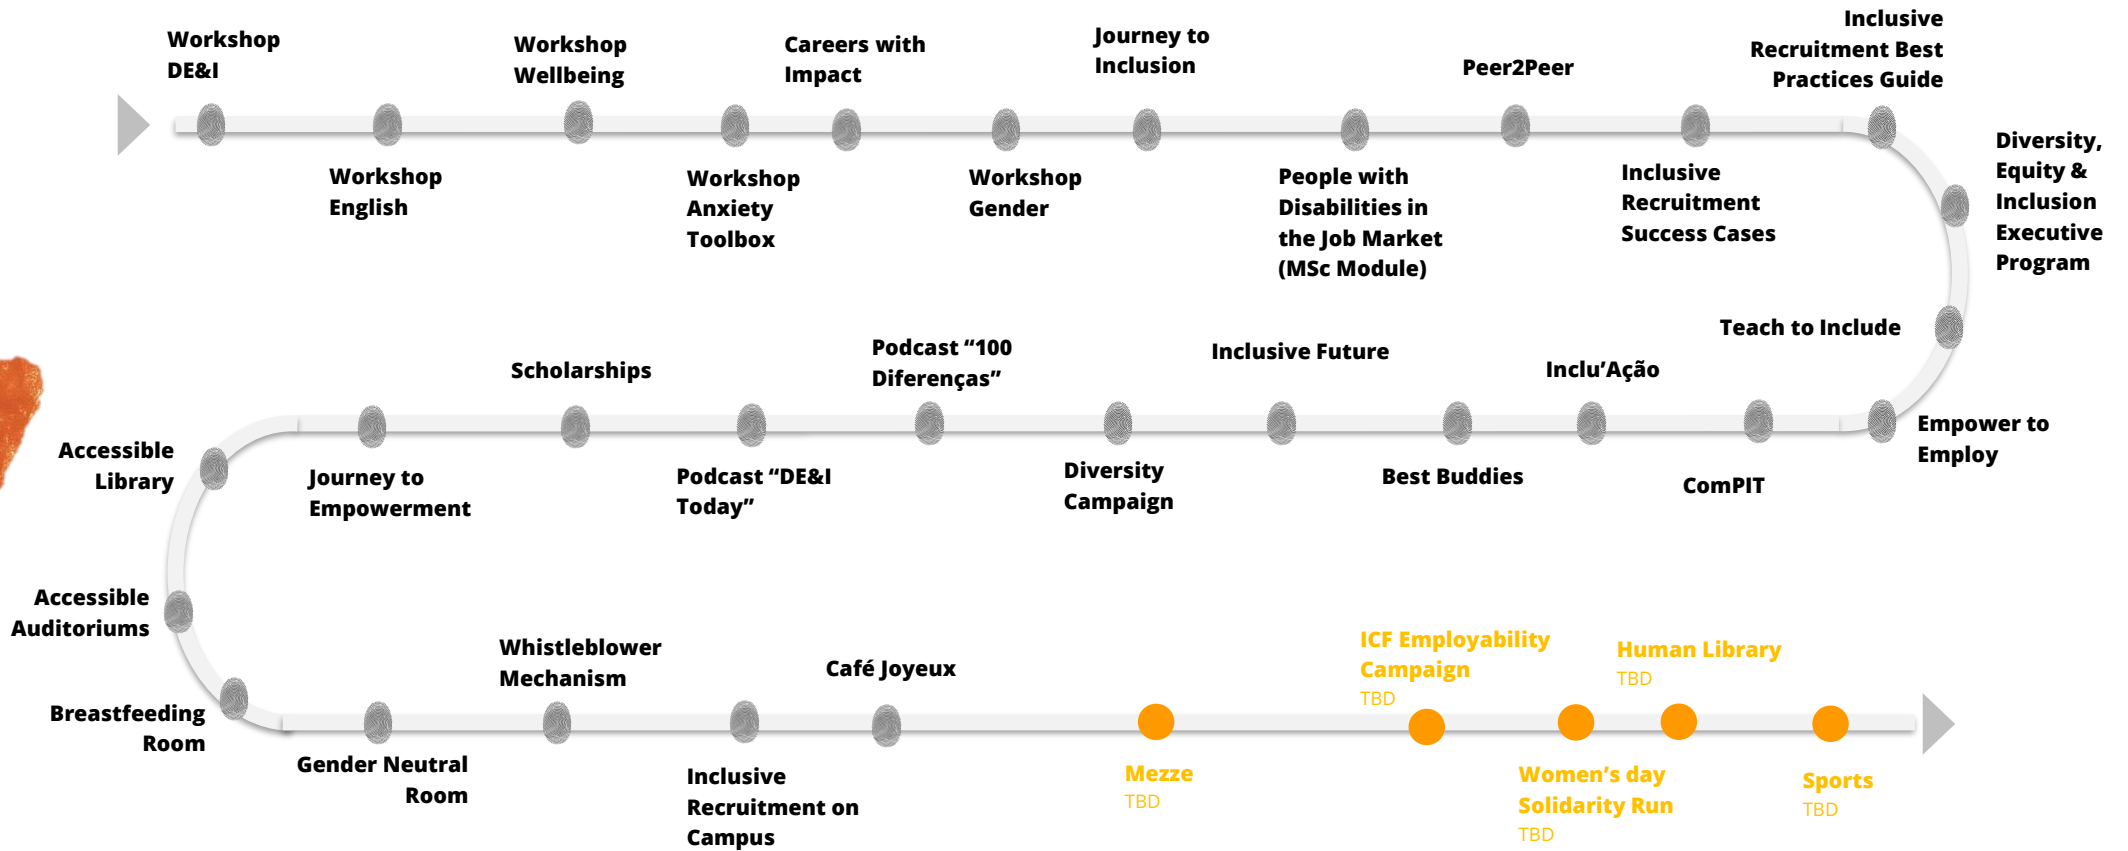 Workshop
DE&I
Workshop
English
Workshop
Wellbeing
Workshop
Anxiety
Toolbox
Careers with
Impact
Workshop
Gender
Journey to
Inclusion
People with
Disabilities in
the Job Market
(MSc Module)
Peer2Peer
Inclusive
Recruitment
Success Cases
Inclusive
Recruitment Best
Practices Guide
Diversity,
Equity &
Inclusion
Executive
Program
Teach to Include
Empower to
Employ
ComPIT
Inclu’Ação
Best Buddies
Inclusive Future
Diversity
Campaign
Podcast “100
Diferenças”
Podcast “DE&I
Today”
Scholarships
Journey to
Empowerment
Accessible
Library
Accessible
Auditoriums
Breastfeeding
Room
Gender Neutral
Room
Whistleblower
Mechanism
Inclusive
Recruitment on
Campus
Café Joyeux
Mezze
TBD
ICF Employability
Campaign
TBD
Women’s day
Solidarity Run
TBD
Human Library
TBD
Sports
TBD